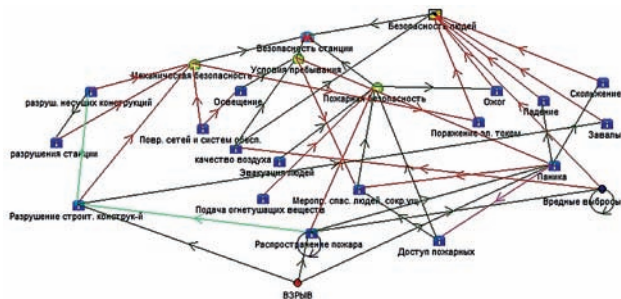 Безопасность людей
Безопасность станции
Механическая безопасность
Условия пребывания
Скольжение
разруш. несущих конструкций
Освещение
Пожарная безопасность
Ожог
Падение
Повр. сетей и систем обесп.
Поражение эл. током
Завалы
разрушения станции
качество воздуха
Эвакуация людей
Паника
Подача огнетушащих веществ
Меропр. спас. людей, сокр.ущ
Вредные выбросы
Разрушение строит. конструк-й
Распространение пожара
Доступ пожарных
ВЗРЫВ